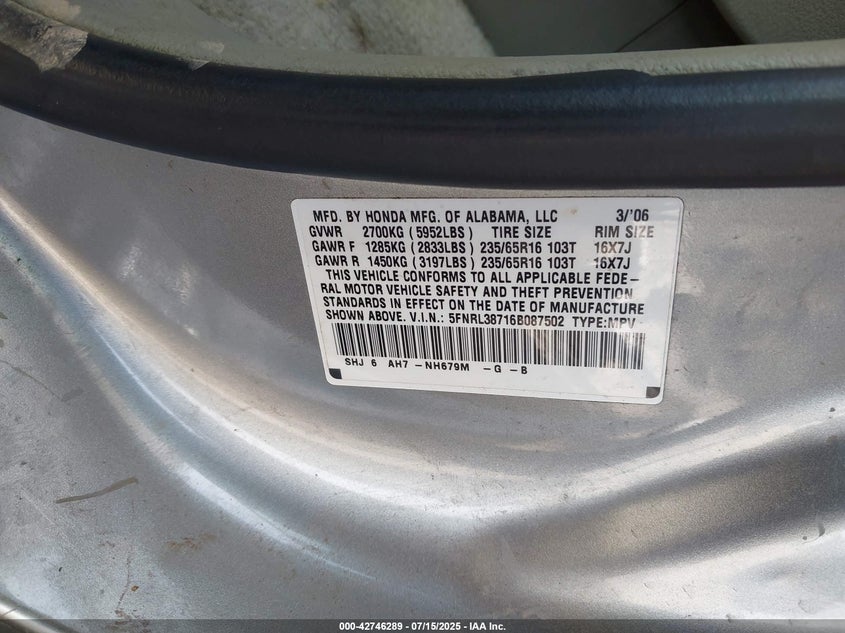 MFD. BY HONDA MFG. OF ALABAMA, LLC 3/'06
GVWR 2700KG (5952LBS) TIRE SIZE RIM SIZE
GAWR F 1285KG (2833LBS) 235/65R16 103T 16X7J
GAWR R 1450KG (3197LBS) 235/65R16 103T 16X7J
THIS VEHICLE CONFORMS TO ALL APPLICABLE FEDE-
RAL MOTOR VEHICLE SAFETY AND THEFT PREVENTION
STANDARDS IN EFFECT ON THE DATE OF MANUFACTURE
SHOWN ABOVE. V.I.N.: 5FNRL38716B087502 TYPE:MPV
SHJ 6 AH7 -NH679M -G -B
000-42746289 - 07/15/2025 - IAA Inc.